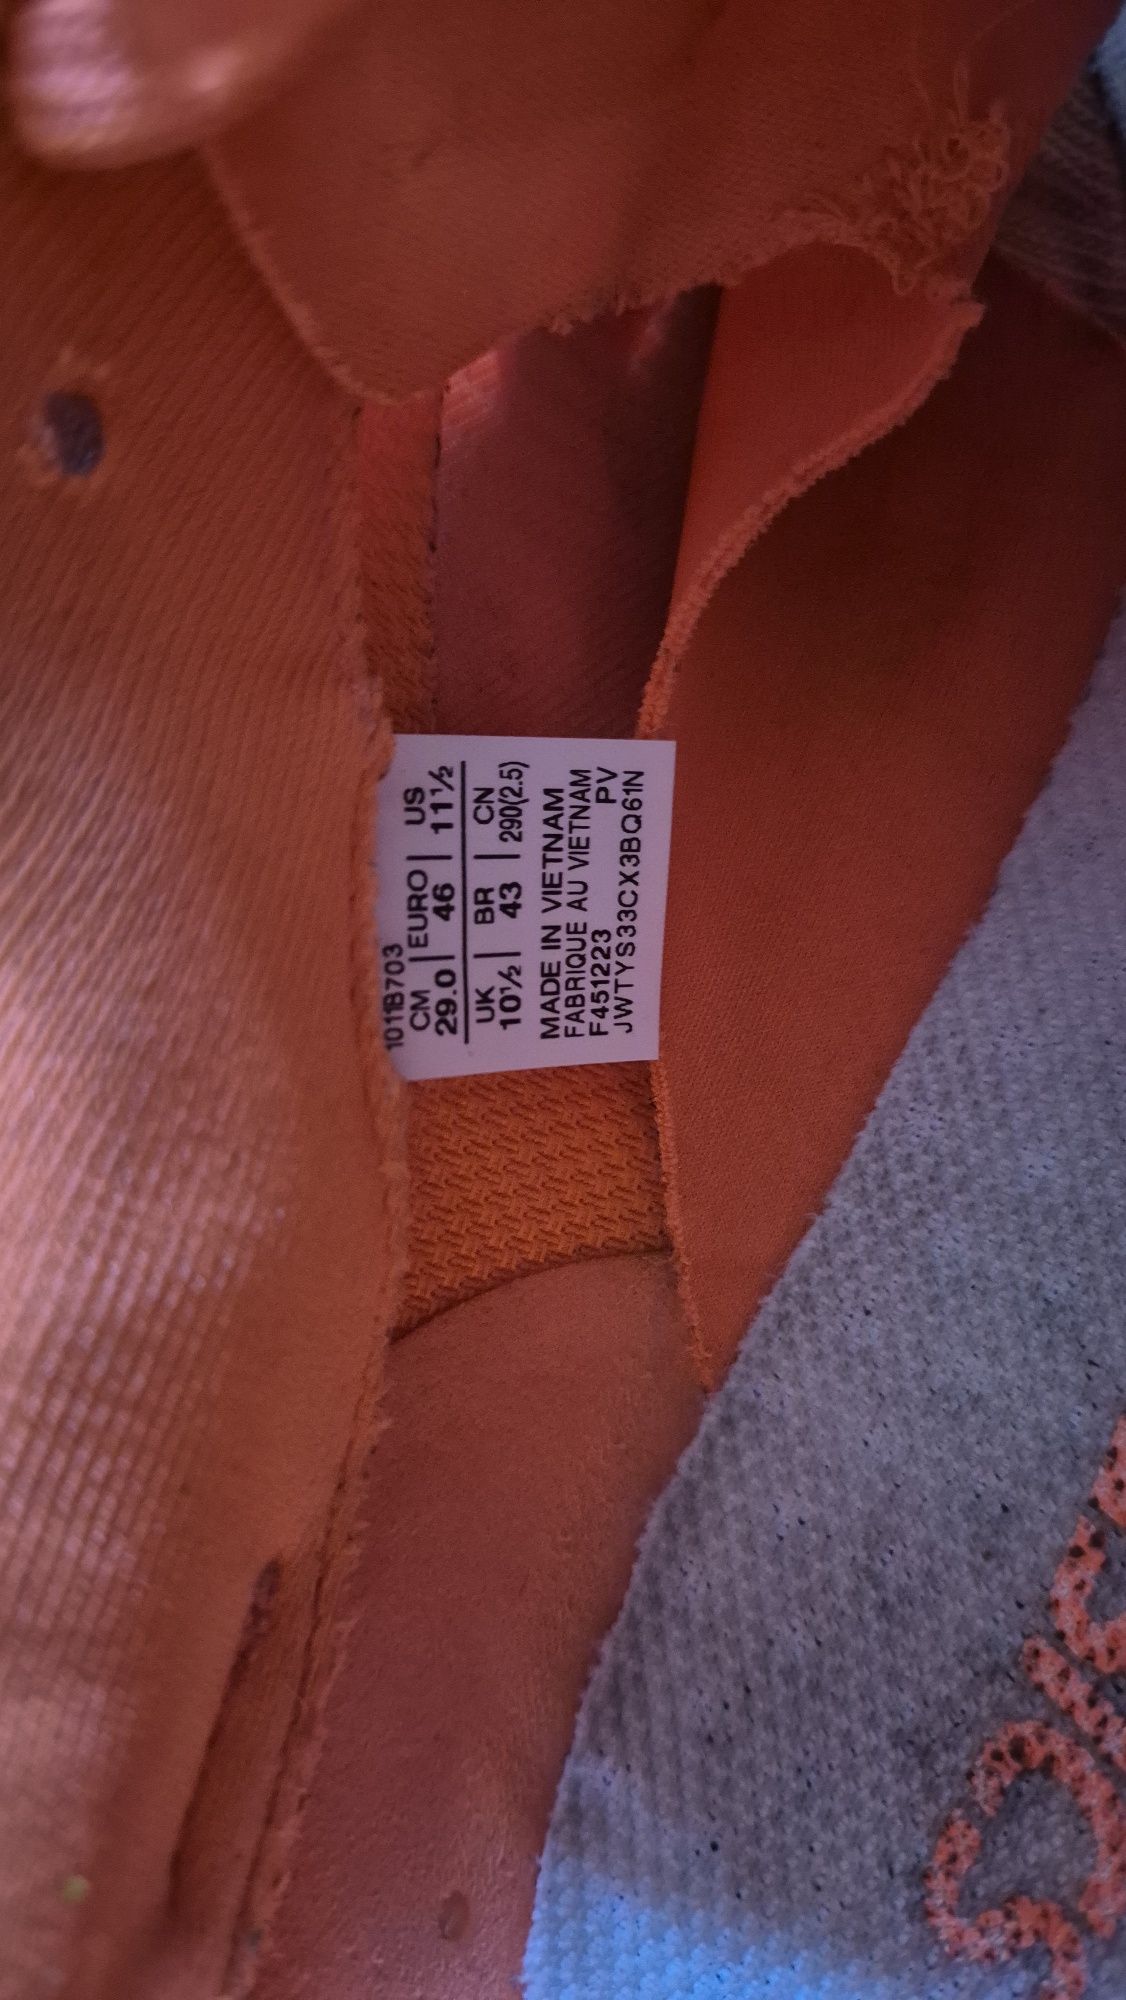 1011B703
CM | EURO | US
29.0 | 46 | 11½
UK | BR | CN
10½ | 43 | 290(2.5)
MADE IN VIETNAM
FABRIQUE AU VIETNAM
F451223 PV
JWTYS33CX3BQ61N